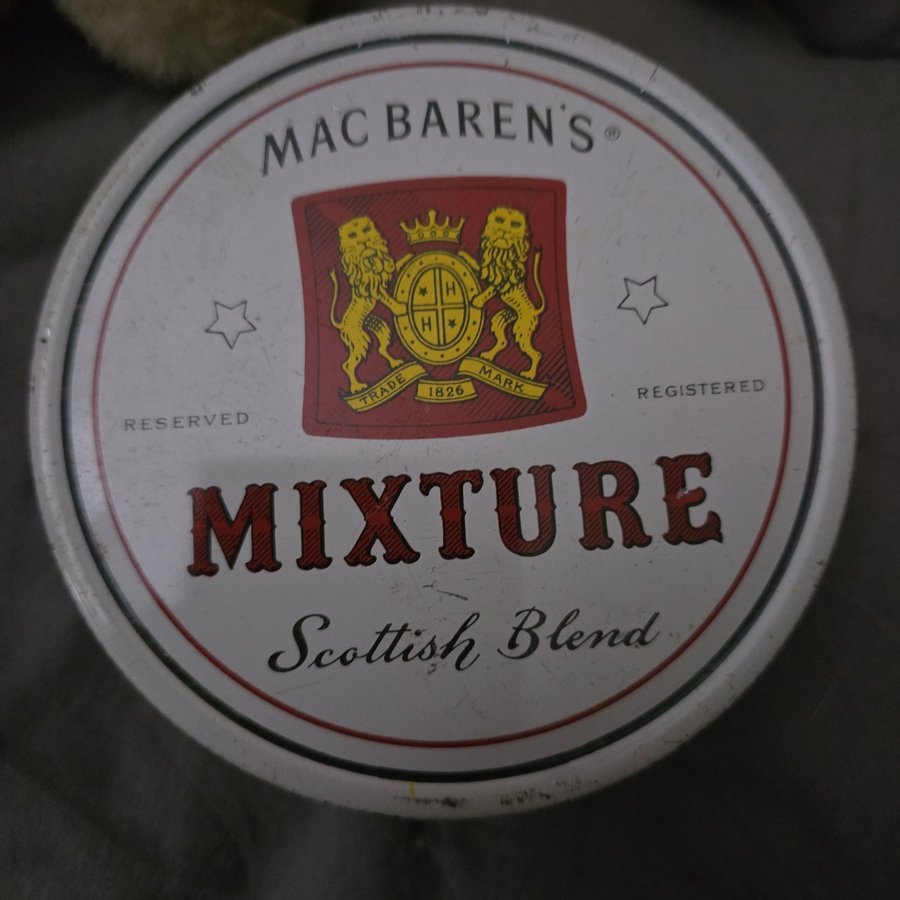 MAC BAREN'S®
H
H
TRADE 1826 MARK
RESERVED REGISTERED
MIXTURE
Scottish Blend